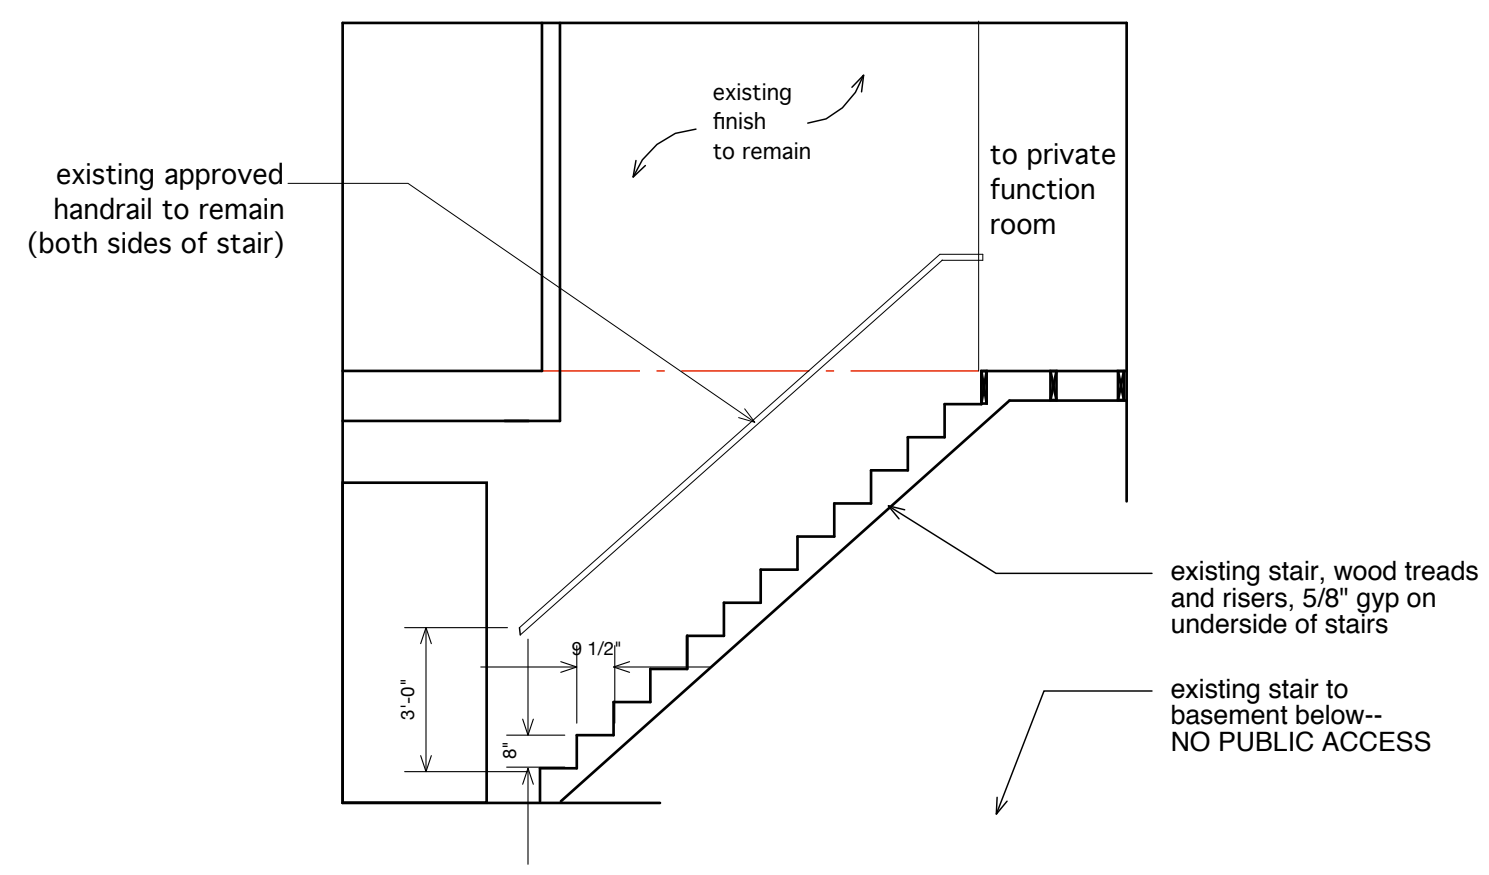 existing
finish
to remain
to private
function
room
existing approved
handrail to remain
(both sides of stair)
existing stair, wood treads
and risers, 5/8" gyp on
underside of stairs
9 1/2"
3'-0"
8"
existing stair to
basement below--
NO PUBLIC ACCESS